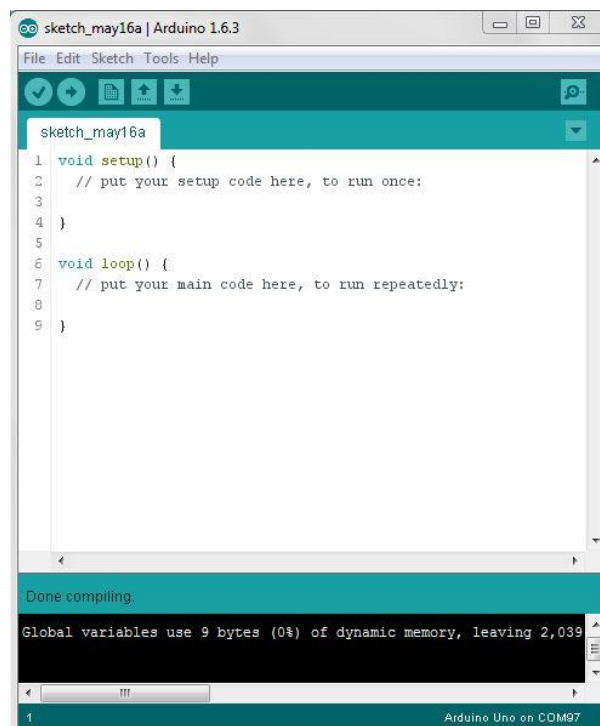 sketch_may16a | Arduino 1.6.3
File Edit Sketch Tools Help
sketch_may16a
1 void setup() {
2 // put your setup code here, to run once:
3
4 }
5
6 void loop() {
7 // put your main code here, to run repeatedly:
8
9 }
Done compiling.
Global variables use 9 bytes (0%) of dynamic memory, leaving 2,039
1 Arduino Uno on COM97